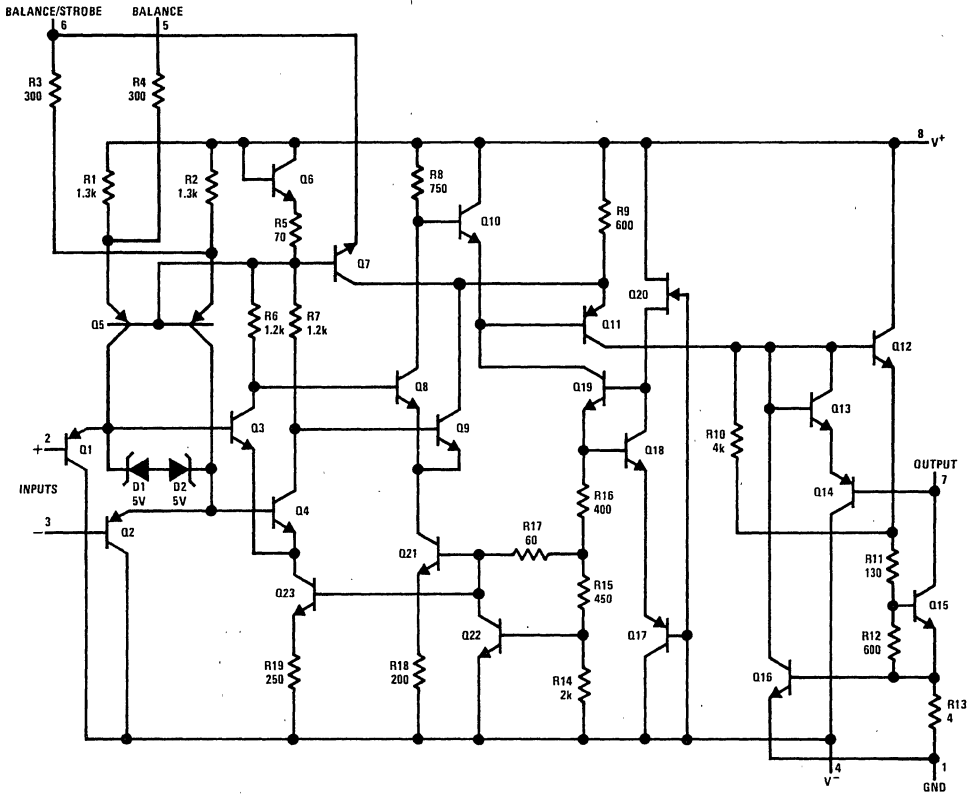 BALANCE/STROBE BALANCE
6 5
R3
300
R4
300
8 V+
R1
1.3k
R2
1.3k
Q6
R8
750
Q10
R9
600
R5
70
Q7
Q20
Q5
R6
1.2k
R7
1.2k
Q11
Q12
Q8
Q19
Q13
Q3
Q9
Q18
R10
4k
+ 2
Q1
OUTPUT
7
INPUTS
D1
5V
D2
5V
Q4
R16
400
Q14
- 3
Q2
R17
60
Q21
R11
130
Q23
R15
450
Q15
Q22
Q17
R12
600
R19
250
R18
200
R14
2k
Q16
R13
4
4
V-
1
GND